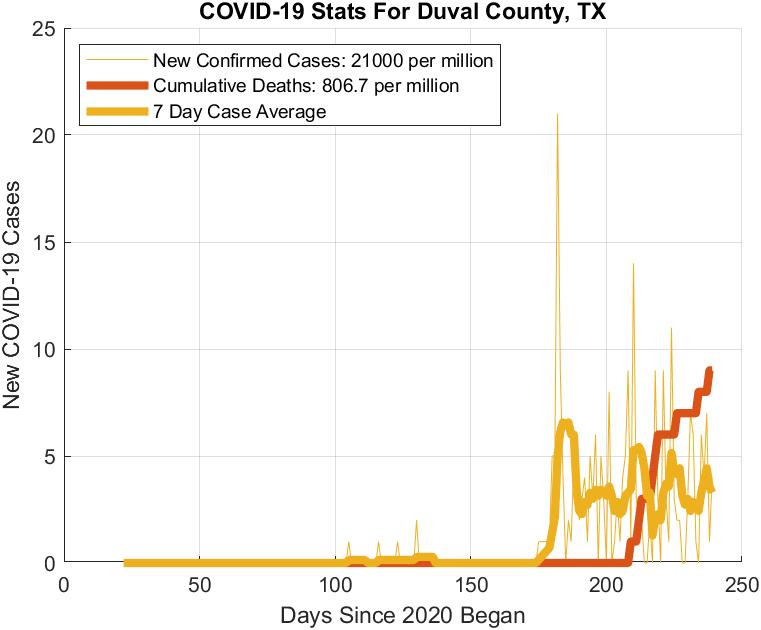 COVID-19 Stats For Duval County, TX
25
New Confirmed Cases: 21000 per million
Cumulative Deaths: 806.7 per million
7 Day Case Average
20
15
10
5
0
New COVID-19 Cases
0 50 100 150 200 250
Days Since 2020 Began